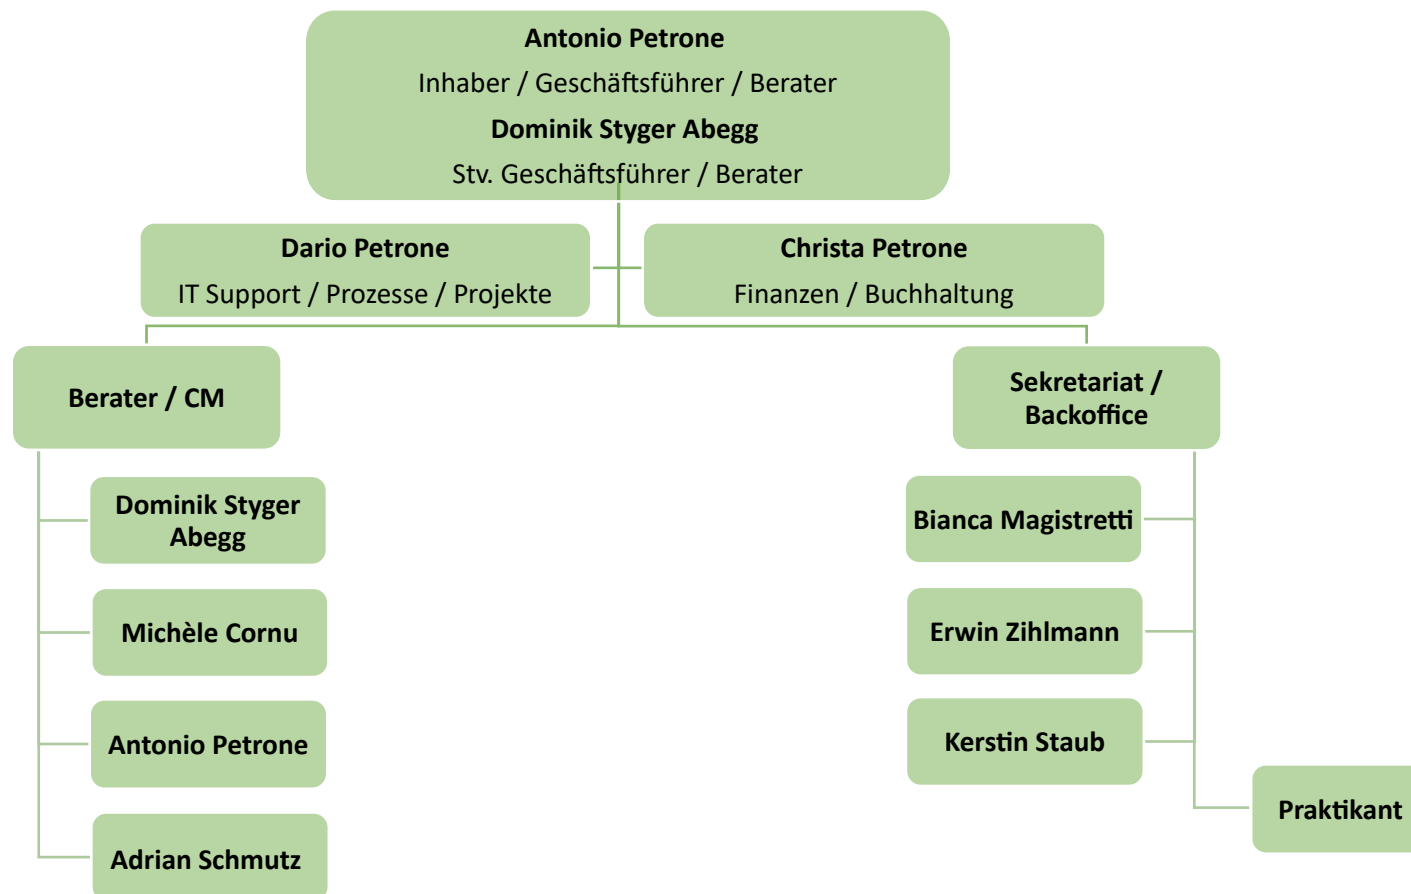 Antonio Petrone
Inhaber / Geschäftsführer / Berater
Dominik Styger Abegg
Stv. Geschäftsführer / Berater
Dario Petrone
IT Support / Prozesse / Projekte
Christa Petrone
Finanzen / Buchhaltung
Berater / CM
Dominik Styger
Abegg
Michèle Cornu
Antonio Petrone
Adrian Schmutz
Sekretariat /
Backoffice
Bianca Magistretti
Erwin Zihlmann
Kerstin Staub
Praktikant